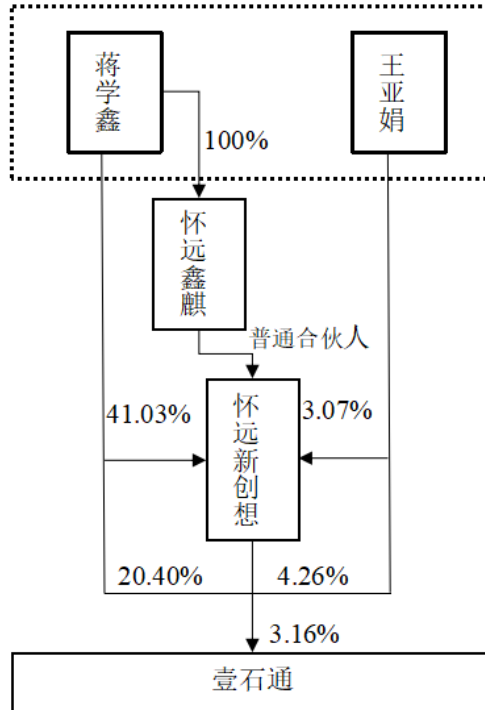 蒋学鑫
王亚娟
100%
怀远鑫麒
普通合伙人
41.03%
怀远新创想
3.07%
20.40%
4.26%
3.16%
壹石通